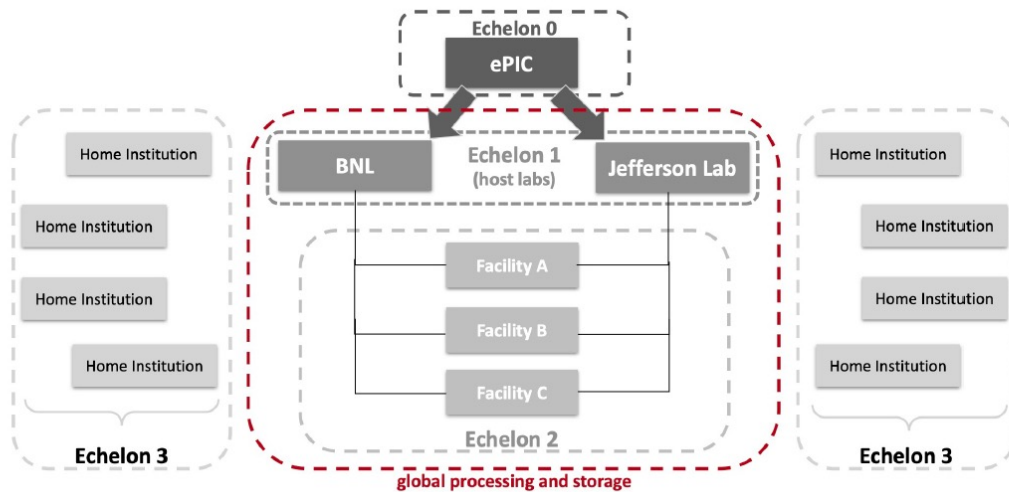 Echelon 0
ePIC
BNL
Echelon 1
(host labs)
Jefferson Lab
Home Institution
Home Institution
Home Institution
Home Institution
Echelon 3
Facility A
Facility B
Facility C
Echelon 2
global processing and storage
Home Institution
Home Institution
Home Institution
Home Institution
Echelon 3